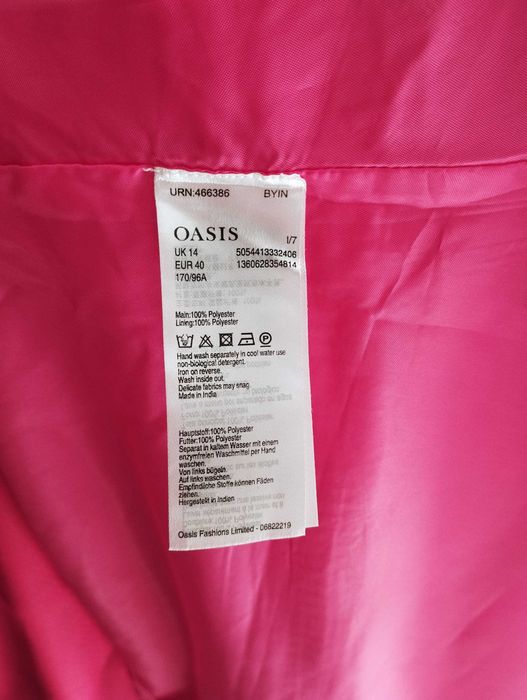 URN:466386 BYIN
OASIS 1/7
UK 14 5054413332406
EUR 40 1360628354814
170/96A
Main:100% Polyester
Lining:100% Polyester
Hand wash separately in cool water use
non-biological detergent.
Iron on reverse.
Wash inside out.
Delicate fabrics may snag.
Made in India
Hauptstoff:100% Polyester
Futter:100% Polyester
Separat in kaltem Wasser mit einem
enzymfreien Waschmittel per Hand
waschen.
Von links bügeln.
Auf links waschen.
Empfindliche Stoffe können Fäden
ziehen.
Hergestellt in Indien
Oasis Fashions Limited - 06822219